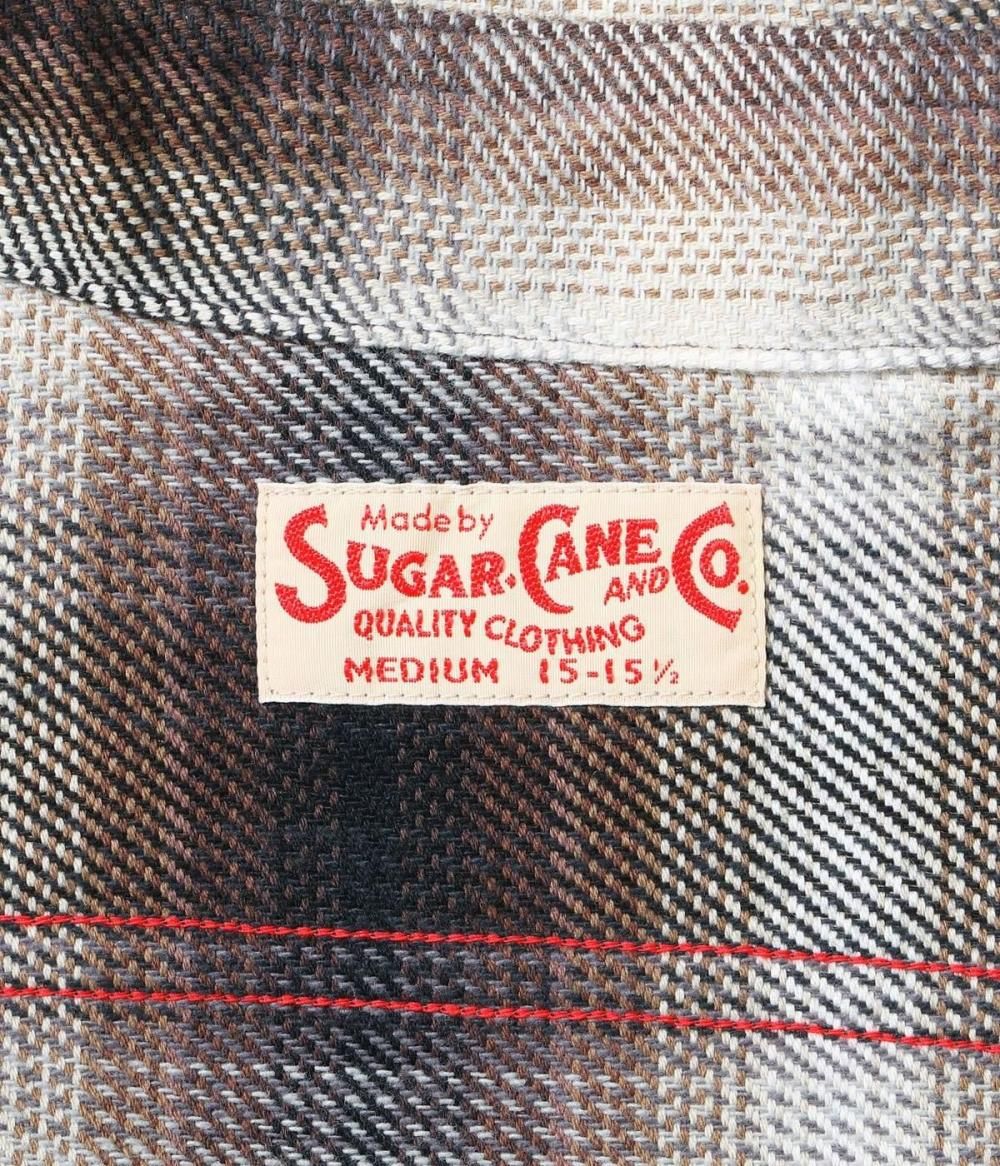 Made by
SUGAR. CANE AND CO.
QUALITY CLOTHING
MEDIUM 15-15½